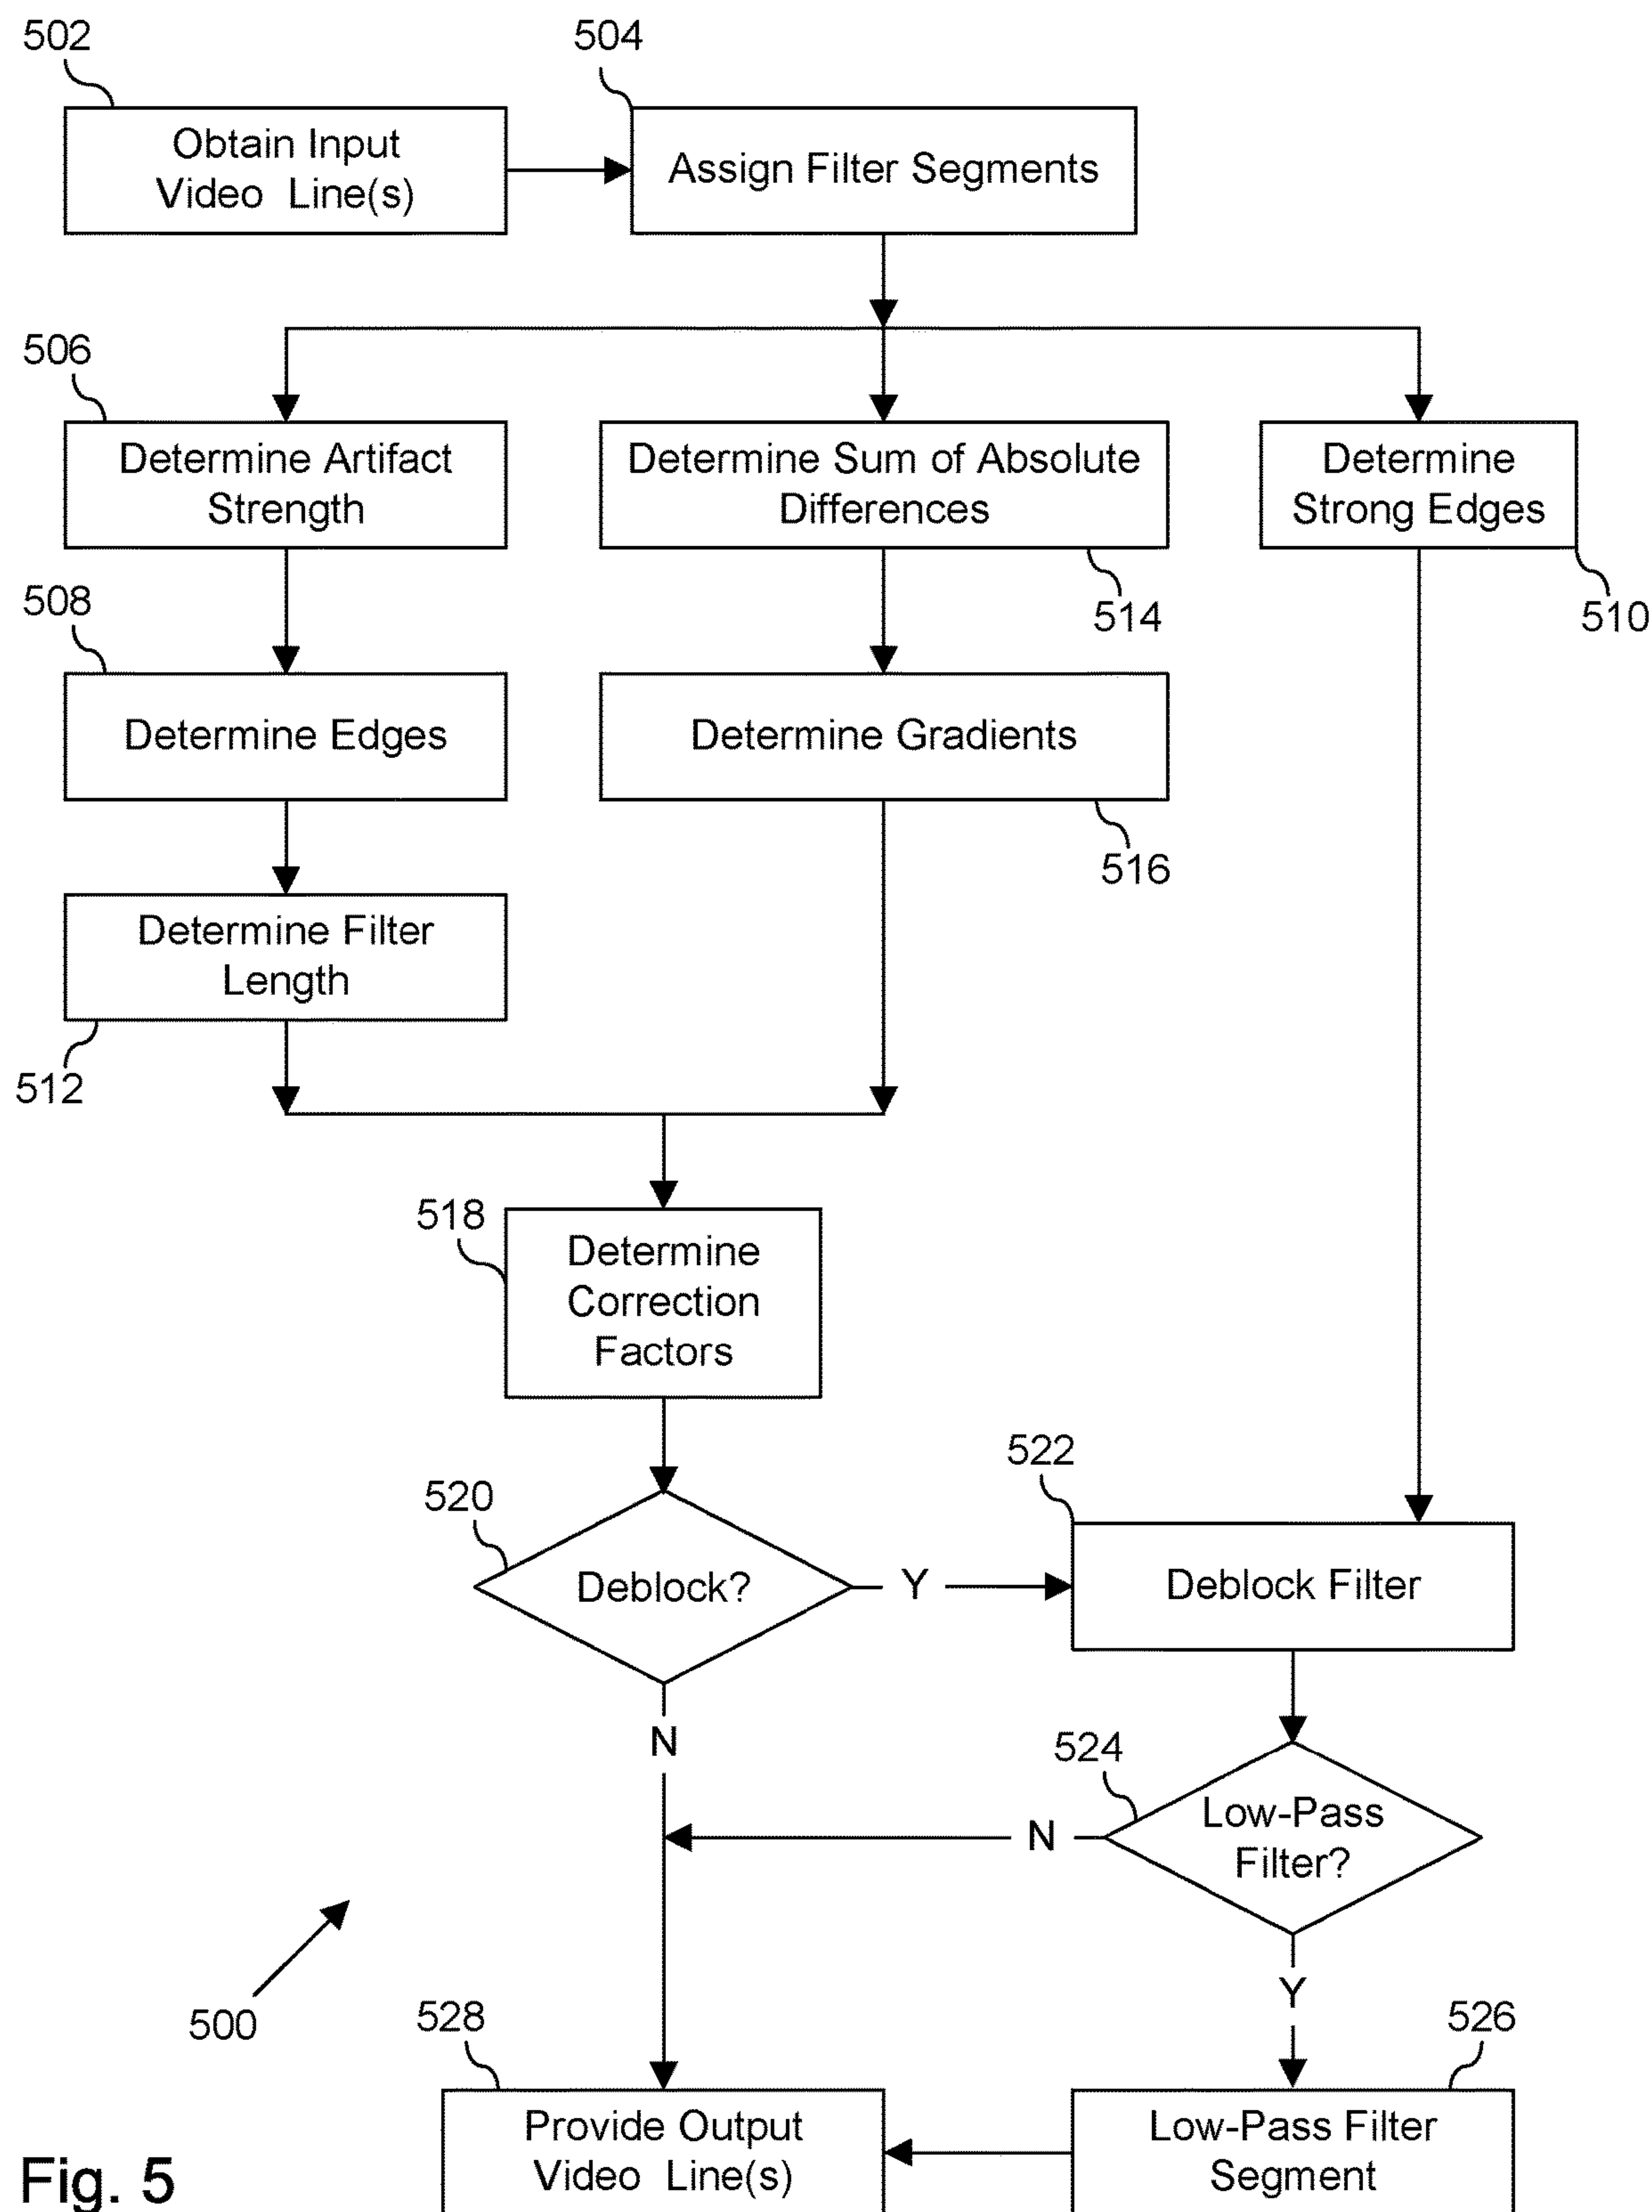 502
504
Obtain Input
Video Line(s)
Assign Filter Segments
506
Determine Artifact
Strength
Determine Sum of Absolute
Differences
Determine
Strong Edges
508
514
510
Determine Edges
Determine Gradients
516
Determine Filter
Length
512
518
Determine
Correction
Factors
522
520
Deblock?
Y
Deblock Filter
N
524
Low-Pass
Filter?
N
Y
500
528
526
Provide Output
Video Line(s)
Low-Pass Filter
Segment
Fig. 5